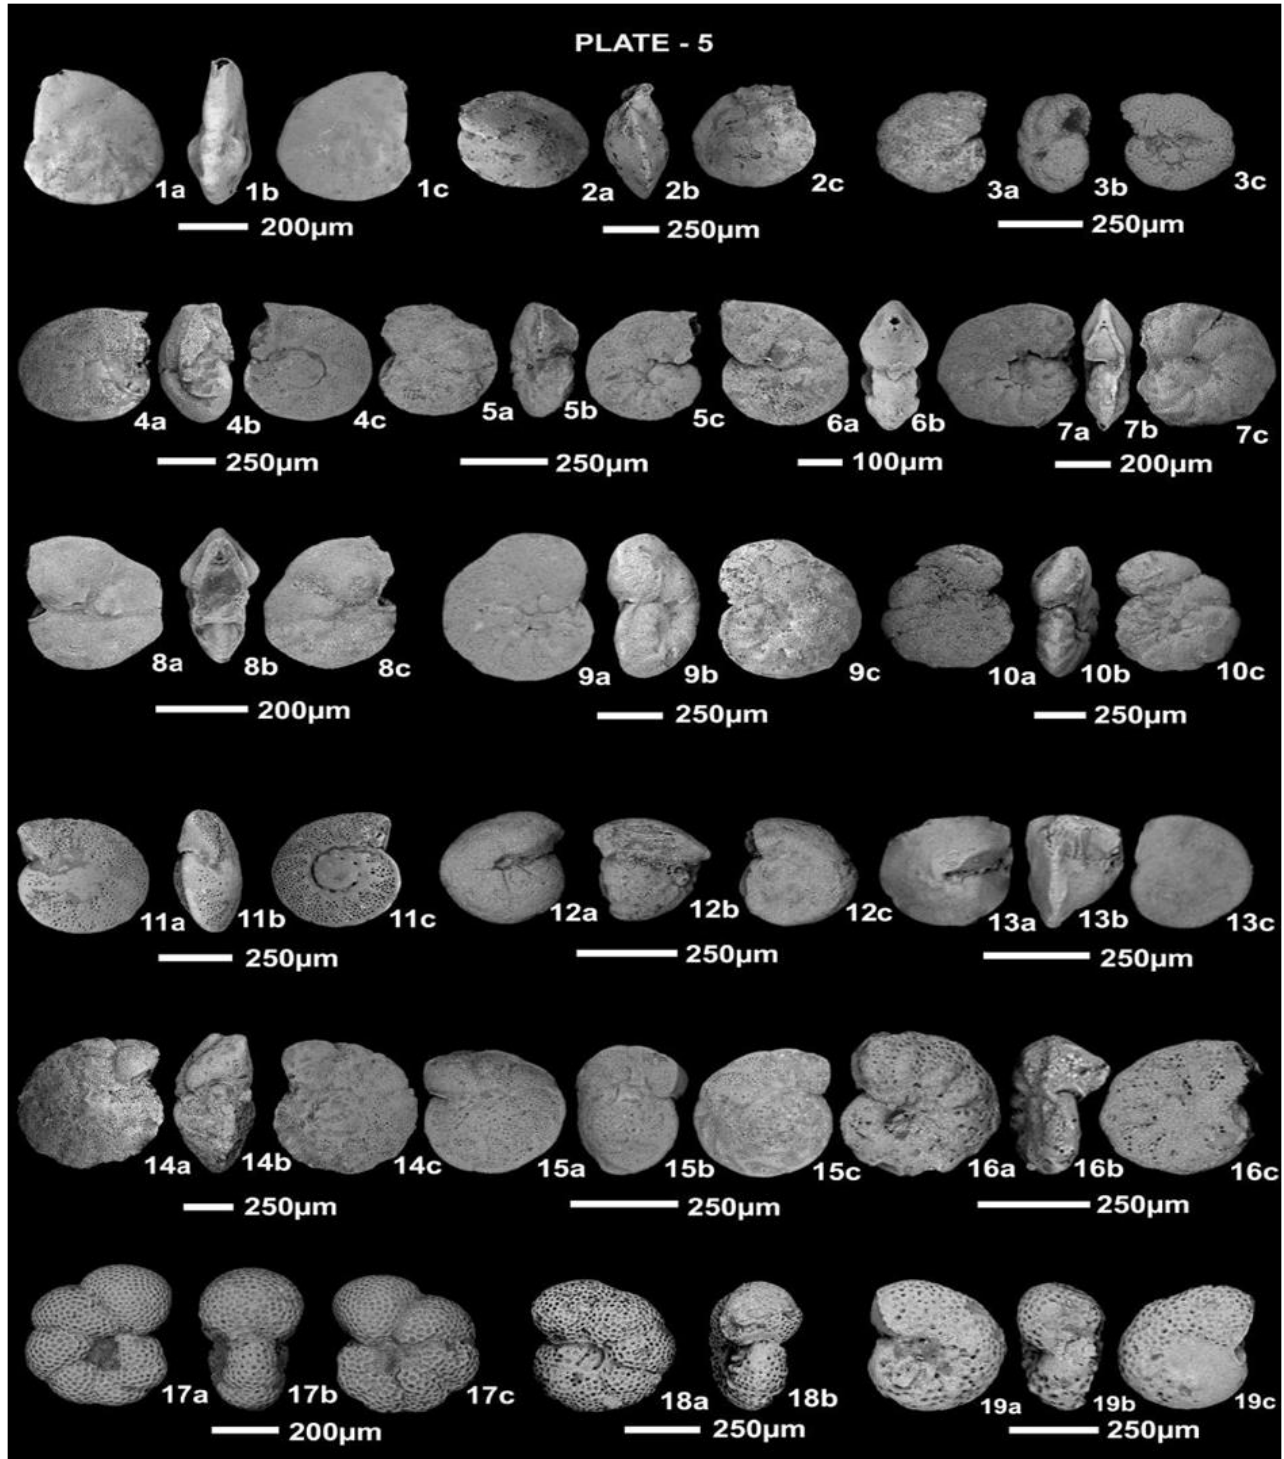 PLATE - 5
1a 1b 1c 2a 2b 2c 3a 3b 3c
200µm 250µm 250µm
4a 4b 4c 5a 5b 5c 6a 6b 7a 7b 7c
250µm 250µm 100µm 200µm
8a 8b 8c 9a 9b 9c 10a 10b 10c
200µm 250µm 250µm
11a 11b 11c 12a 12b 12c 13a 13b 13c
250µm 250µm 250µm
14a 14b 14c 15a 15b 15c 16a 16b 16c
250µm 250µm 250µm
17a 17b 17c 18a 18b 19a 19b 19c
200µm 250µm 250µm